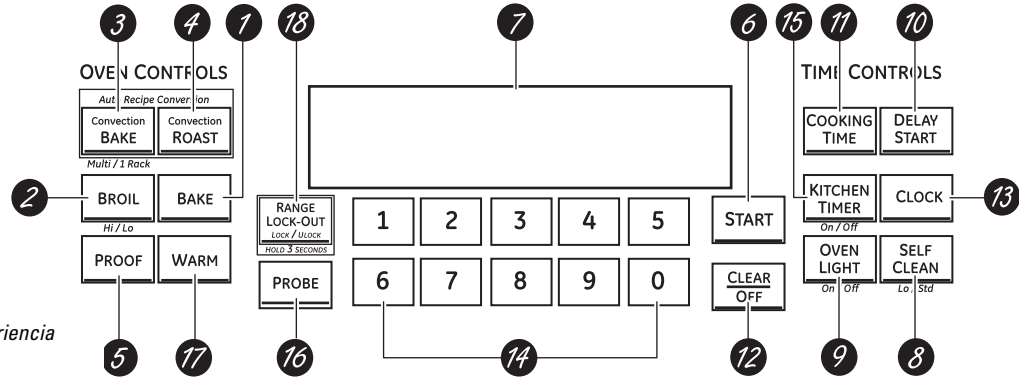 3 4 1 18 7 6 15 11 10
OVEN CONTROLS
TIME CONTROLS
Auto Recipe Conversion
Convection
BAKE
Convection
ROAST
Multi / 1 Rack
COOKING
TIME
DELAY
START
2
BROIL
BAKE
Hi / Lo
RANGE
LOCK-OUT
LOCK / ULOCK
HOLD 3 SECONDS
1 2 3 4 5
START
KITCHEN
TIMER
On / Off
CLOCK
13
PROOF
WARM
PROBE
6 7 8 9 0
CLEAR
OFF
OVEN
LIGHT
On / Off
SELF
CLEAN
Lo / Std
riencia
5 17 16 14 12 9 8